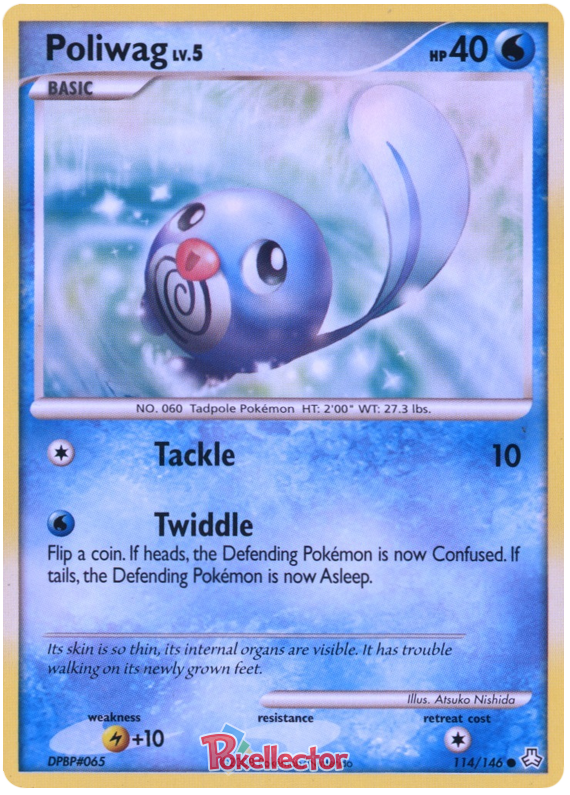 Poliwag LV.5 HP 40
BASIC
NO. 060 Tadpole Pokémon HT: 2'00" WT: 27.3 lbs.
Tackle 10
Twiddle
Flip a coin. If heads, the Defending Pokémon is now Confused. If
tails, the Defending Pokémon is now Asleep.
Its skin is so thin, its internal organs are visible. It has trouble
walking on its newly grown feet.
Illus. Atsuko Nishida
weakness resistance retreat cost
+10
Pokellector
DPBP#065 114/146